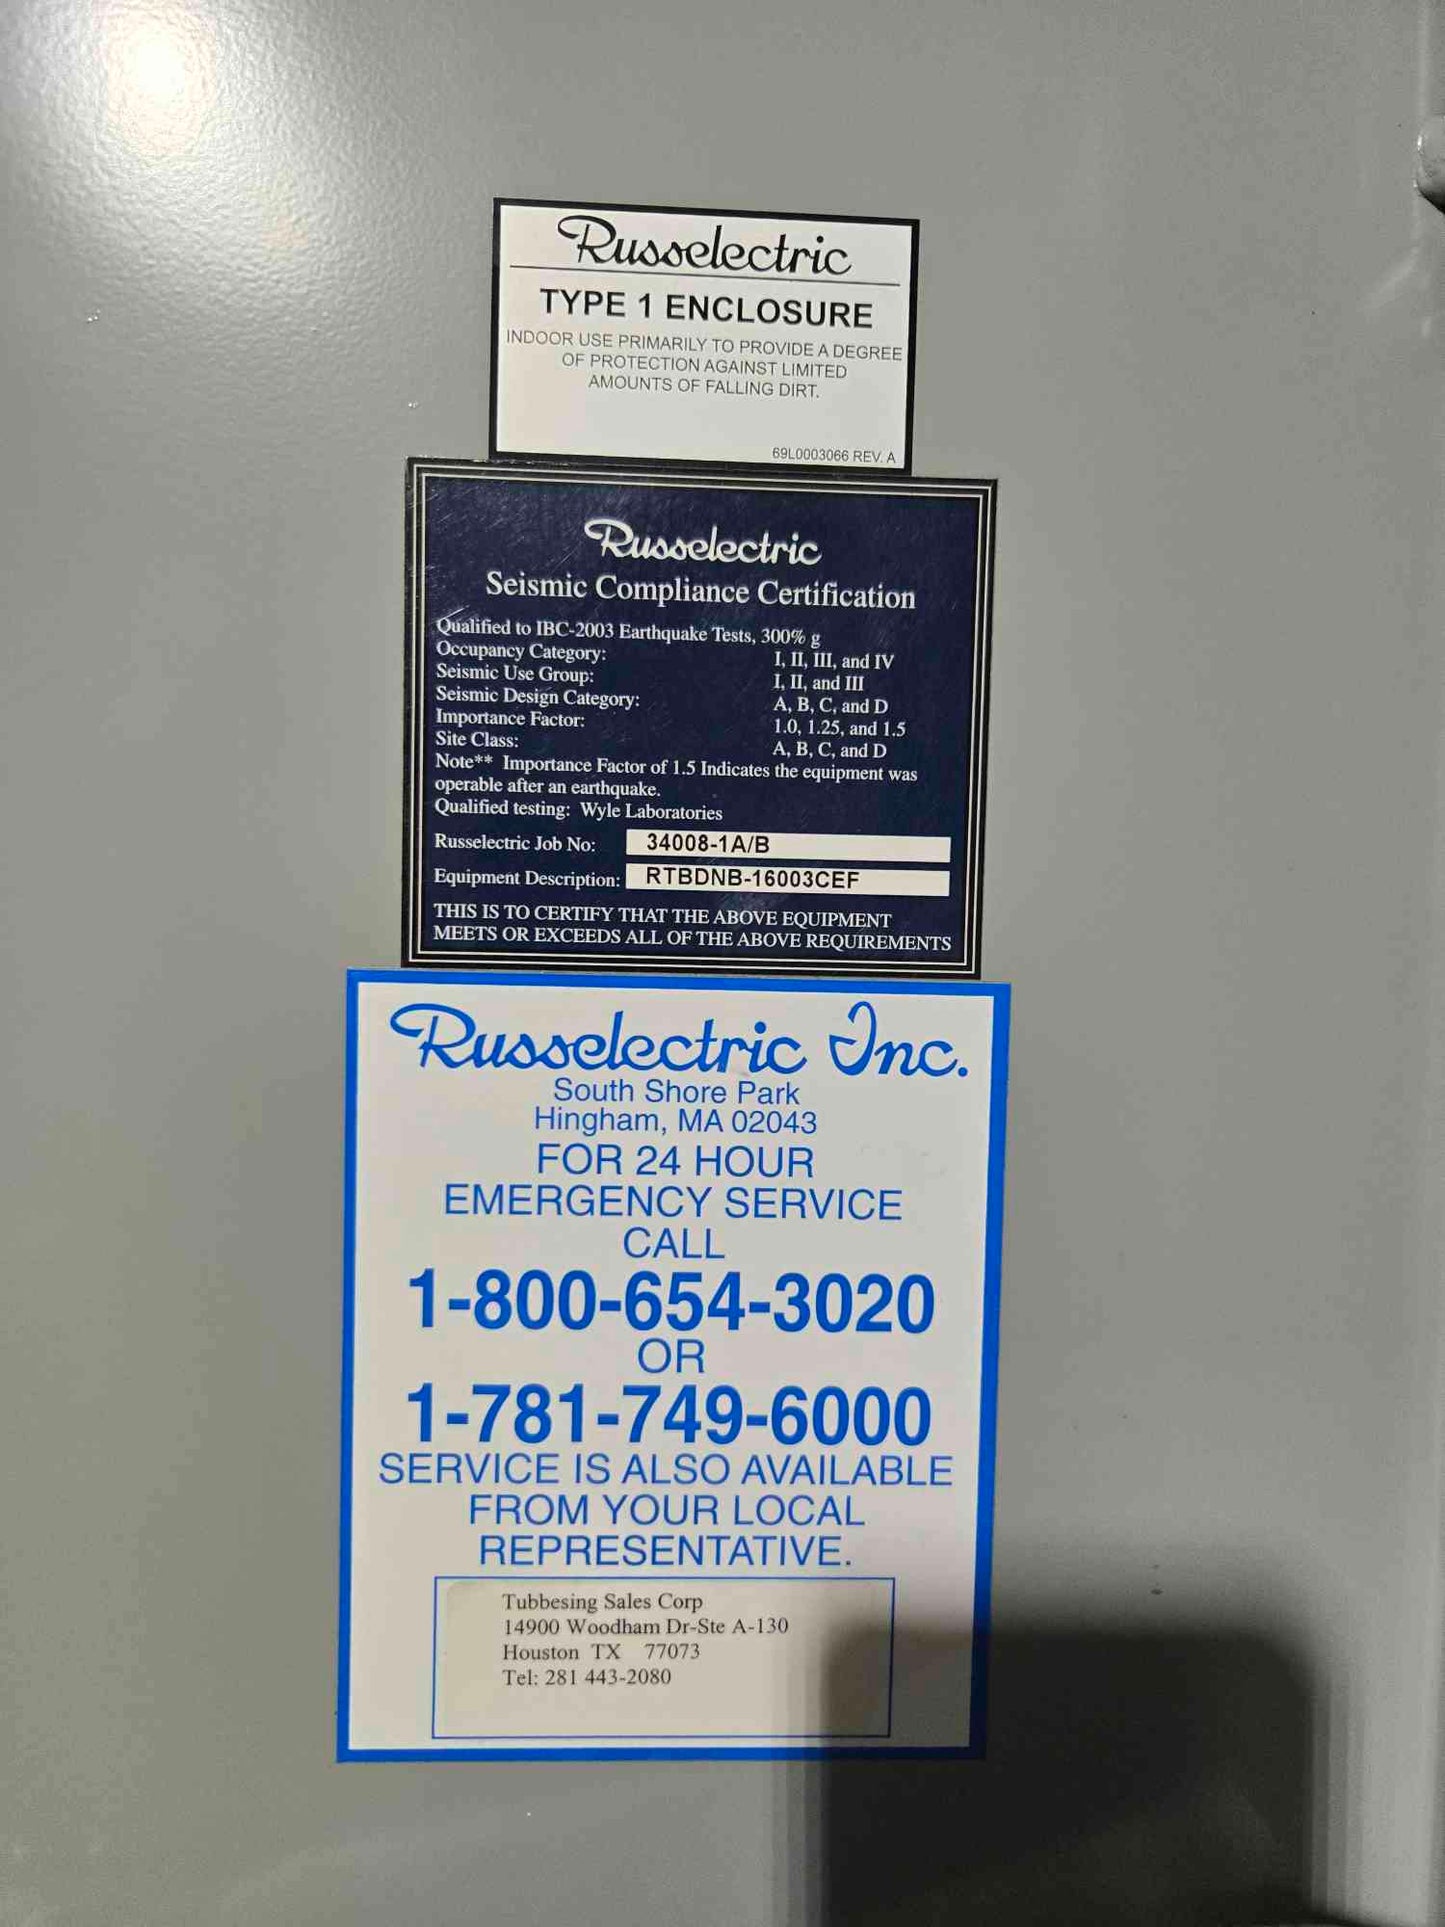 Russelectric
TYPE 1 ENCLOSURE
INDOOR USE PRIMARILY TO PROVIDE A DEGREE
OF PROTECTION AGAINST LIMITED
AMOUNTS OF FALLING DIRT.
69L0003066 REV. A
Russelectric
Seismic Compliance Certification
Qualified to IBC-2003 Earthquake Tests, 300% g
Occupancy Category: I, II, III, and IV
Seismic Use Group: I, II, and III
Seismic Design Category: A, B, C, and D
Importance Factor: 1.0, 1.25, and 1.5
Site Class: A, B, C, and D
Note** Importance Factor of 1.5 Indicates the equipment was
operable after an earthquake.
Qualified testing: Wyle Laboratories
Russelectric Job No: 34008-1A/B
Equipment Description: RTBDNB-16003CEF
THIS IS TO CERTIFY THAT THE ABOVE EQUIPMENT
MEETS OR EXCEEDS ALL OF THE ABOVE REQUIREMENTS
Russelectric Inc.
South Shore Park
Hingham, MA 02043
FOR 24 HOUR
EMERGENCY SERVICE
CALL
1-800-654-3020
OR
1-781-749-6000
SERVICE IS ALSO AVAILABLE
FROM YOUR LOCAL
REPRESENTATIVE.
Tubbesing Sales Corp
14900 Woodham Dr-Ste A-130
Houston TX 77073
Tel: 281 443-2080